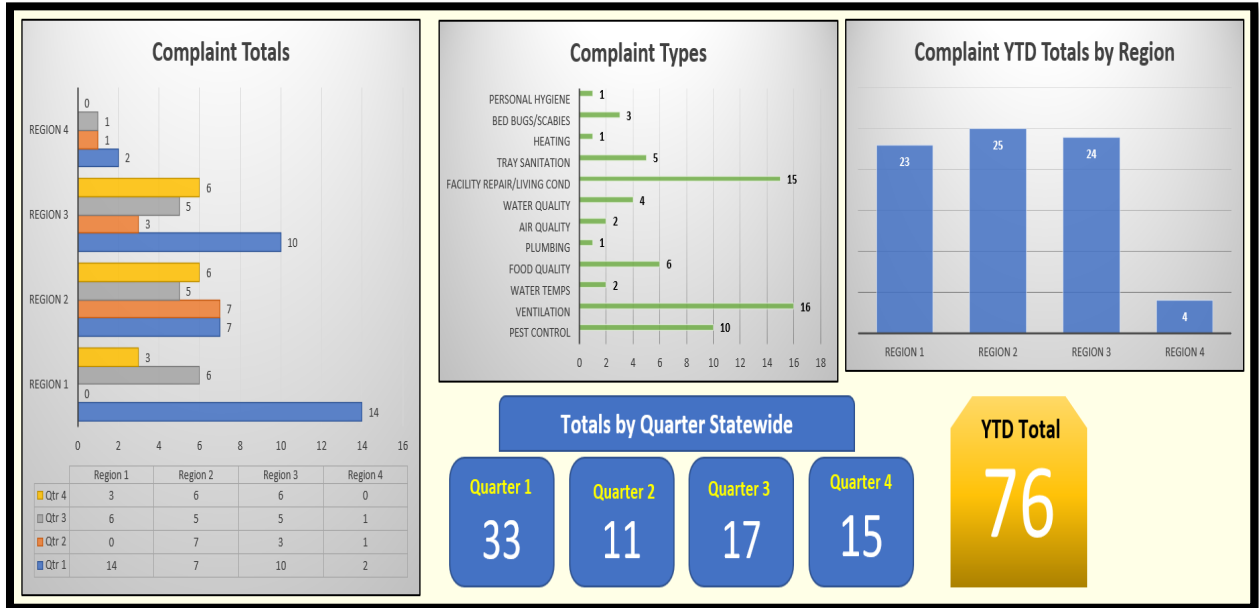 Complaint Totals
REGION 4
0
1
1
2
REGION 3
6
5
3
10
REGION 2
6
5
7
7
REGION 1
3
6
0
14
0 2 4 6 8 10 12 14 16
Region 1 Region 2 Region 3 Region 4
Qtr 4 3 6 6 0
Qtr 3 6 5 5 1
Qtr 2 0 7 3 1
Qtr 1 14 7 10 2
Complaint Types
PERSONAL HYGIENE 1
BED BUGS/SCABIES 3
HEATING 1
TRAY SANITATION 5
FACILITY REPAIR/LIVING COND 15
WATER QUALITY 4
AIR QUALITY 2
PLUMBING 1
FOOD QUALITY 6
WATER TEMPS 2
VENTILATION 16
PEST CONTROL 10
0 2 4 6 8 10 12 14 16 18
Complaint YTD Totals by Region
23 25 24 4
REGION 1 REGION 2 REGION 3 REGION 4
Totals by Quarter Statewide
Quarter 1
33
Quarter 2
11
Quarter 3
17
Quarter 4
15
YTD Total
76